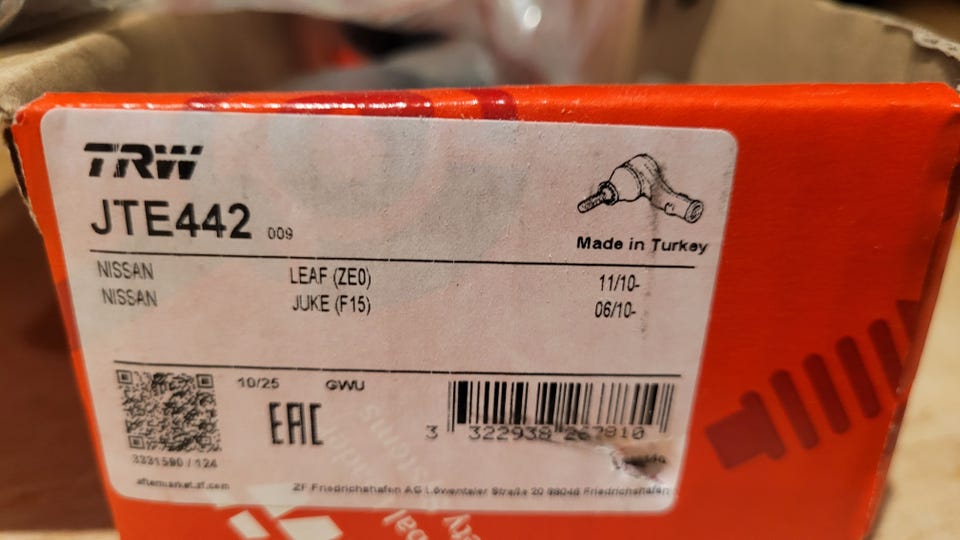 TRW
JTE442 009
Made in Turkey
NISSAN LEAF (ZE0) 11/10-
NISSAN JUKE (F15) 06/10-
10/25 GWU
EAC
3 322938 267810
3331590 / 124
aftermarket.zf.com
ZF Friedrichshafen AG Löwentaler Straße 20 88046 Friedrichshafen